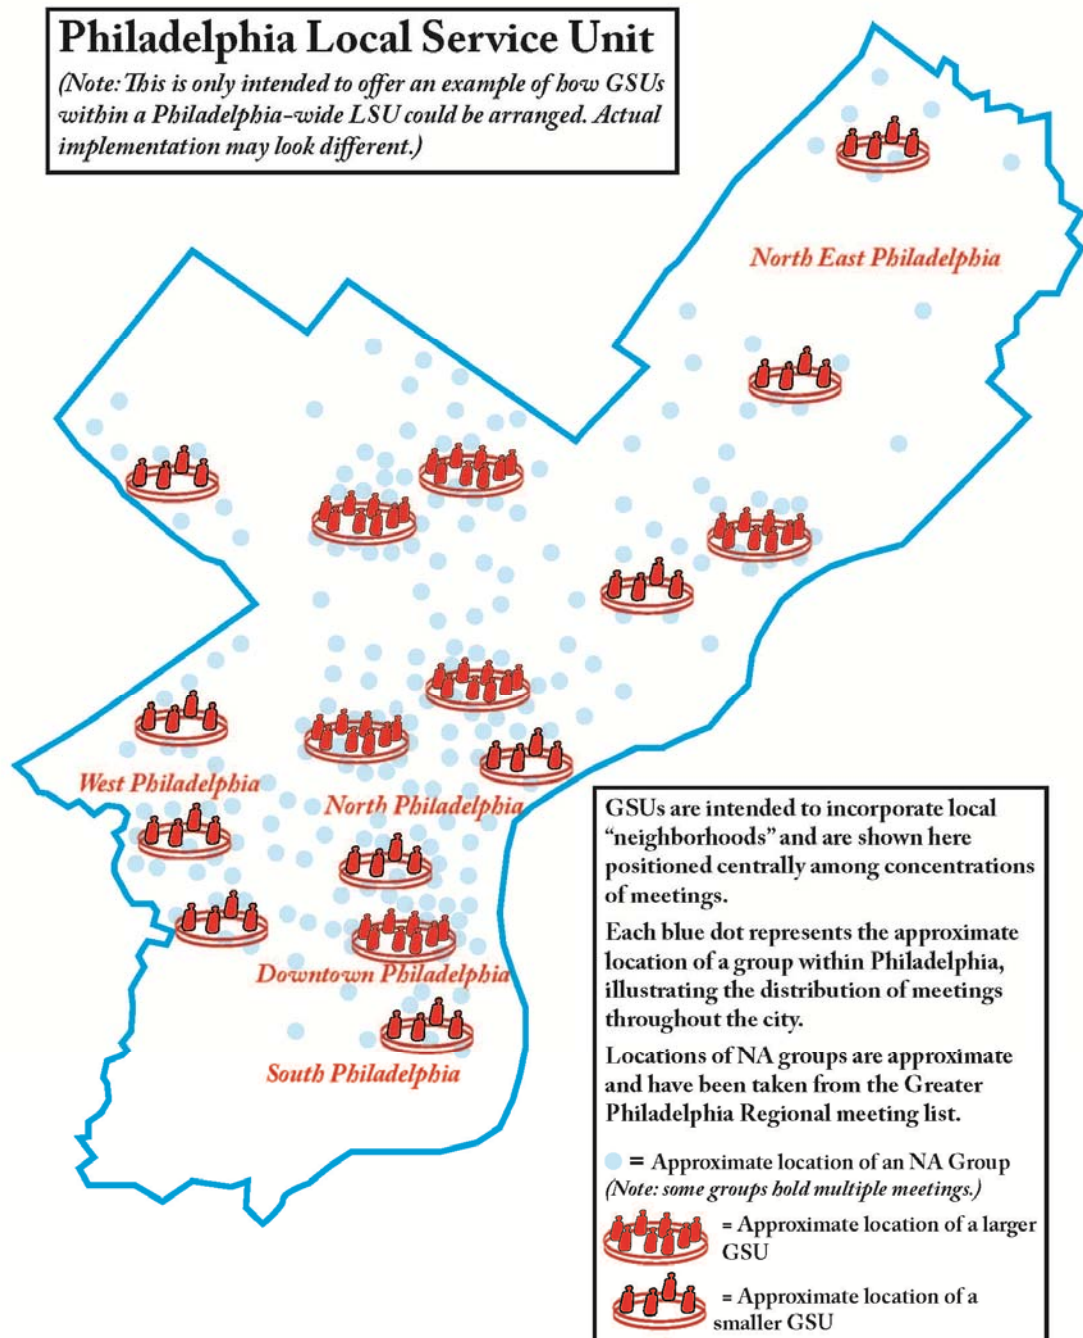 Philadelphia Local Service Unit
(Note: This is only intended to offer an example of how GSUs
within a Philadelphia-wide LSU could be arranged. Actual
implementation may look different.)
North East Philadelphia
West Philadelphia
North Philadelphia
Downtown Philadelphia
South Philadelphia
GSUs are intended to incorporate local
“neighborhoods” and are shown here
positioned centrally among concentrations
of meetings.
Each blue dot represents the approximate
location of a group within Philadelphia,
illustrating the distribution of meetings
throughout the city.
Locations of NA groups are approximate
and have been taken from the Greater
Philadelphia Regional meeting list.
= Approximate location of an NA Group
(Note: some groups hold multiple meetings.)
= Approximate location of a larger
GSU
= Approximate location of a
smaller GSU